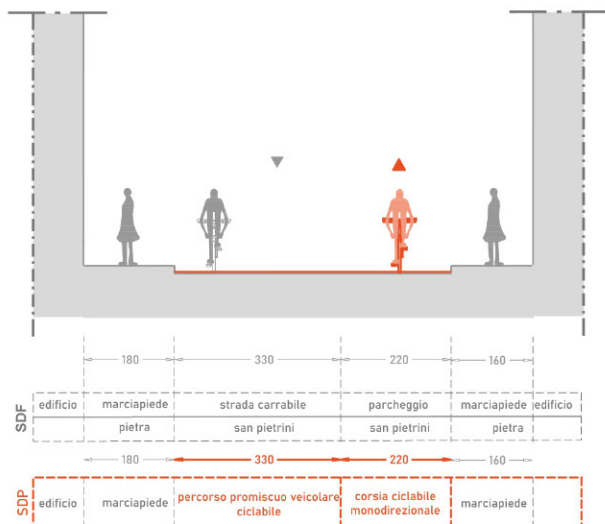 180 330 220 160
SDF
edificio marciapiede strada carrabile parcheggio marciapiede edificio
pietra san pietrini san pietrini pietra
180 330 220 160
SDP
edificio marciapiede percorso promiscuo veicolare ciclabile corsia ciclabile monodirezionale marciapiede